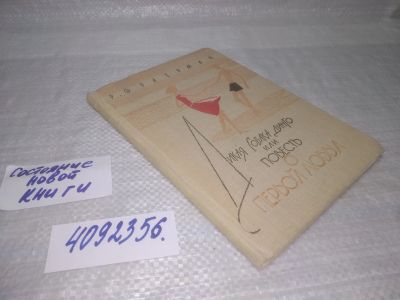 Р. Фраерман
Дикая собака динго
или
повесть
о
первой любви
Состояние
новой
книги
4092356.